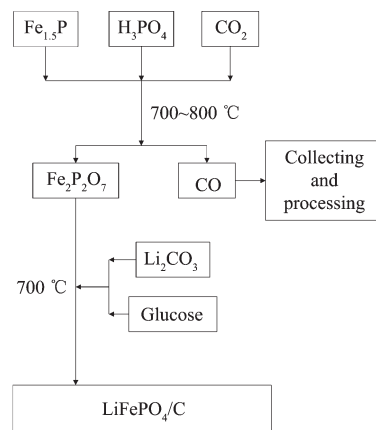 Fe1.5P
H3PO4
CO2
700~800 ℃
Fe2P2O7
CO
Collecting
and
processing
Li2CO3
700 ℃
Glucose
LiFePO4/C